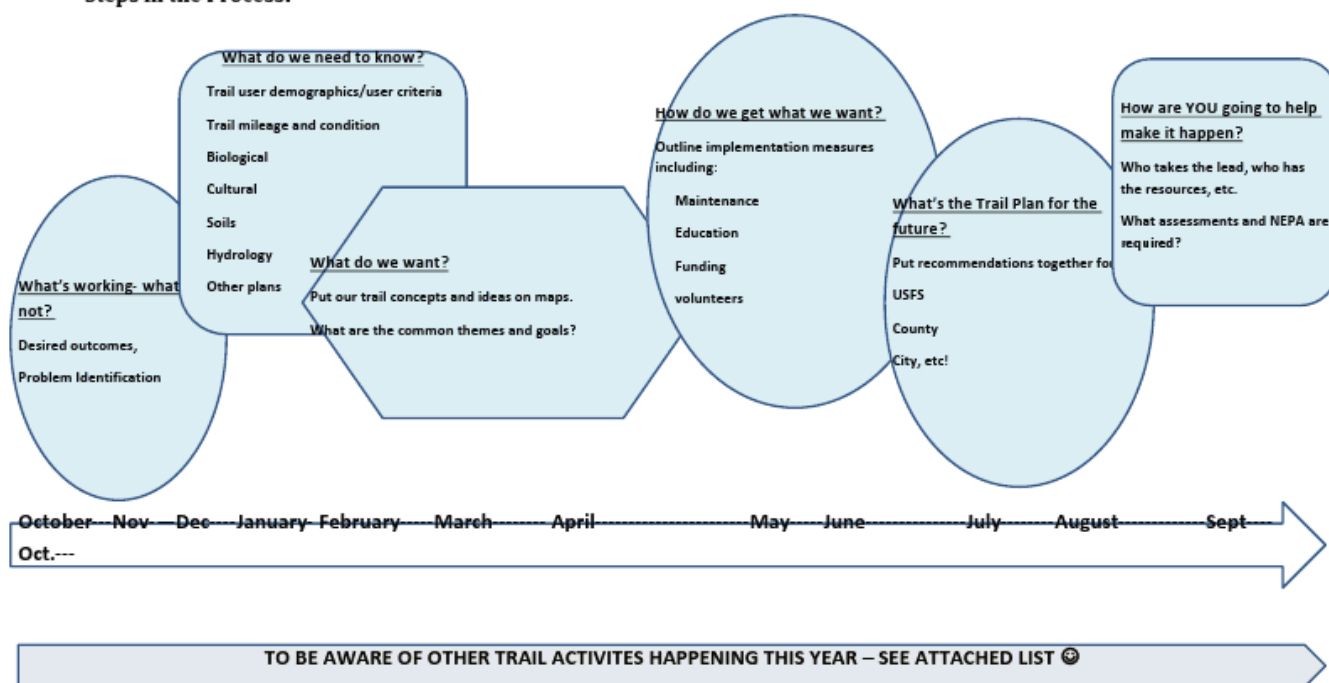 Steps in the Process:
What's working- what
not?
Desired outcomes,
Problem Identification
What do we need to know?
Trail user demographics/user criteria
Trail mileage and condition
Biological
Cultural
Soils
Hydrology
Other plans
What do we want?
Put our trail concepts and ideas on maps.
What are the common themes and goals?
How do we get what we want?
Outline implementation measures
including:
Maintenance
Education
Funding
volunteers
What's the Trail Plan for the
future?
Put recommendations together for
USFS
County
City, etc!
How are YOU going to help
make it happen?
Who takes the lead, who has
the resources, etc.
What assessments and NEPA are
required?
October---Nov- —Dec----January- February-----March-------- April-----------------------May-----June---------------July--------August-------------Sept----
Oct.---
TO BE AWARE OF OTHER TRAIL ACTIVITES HAPPENING THIS YEAR – SEE ATTACHED LIST ☺